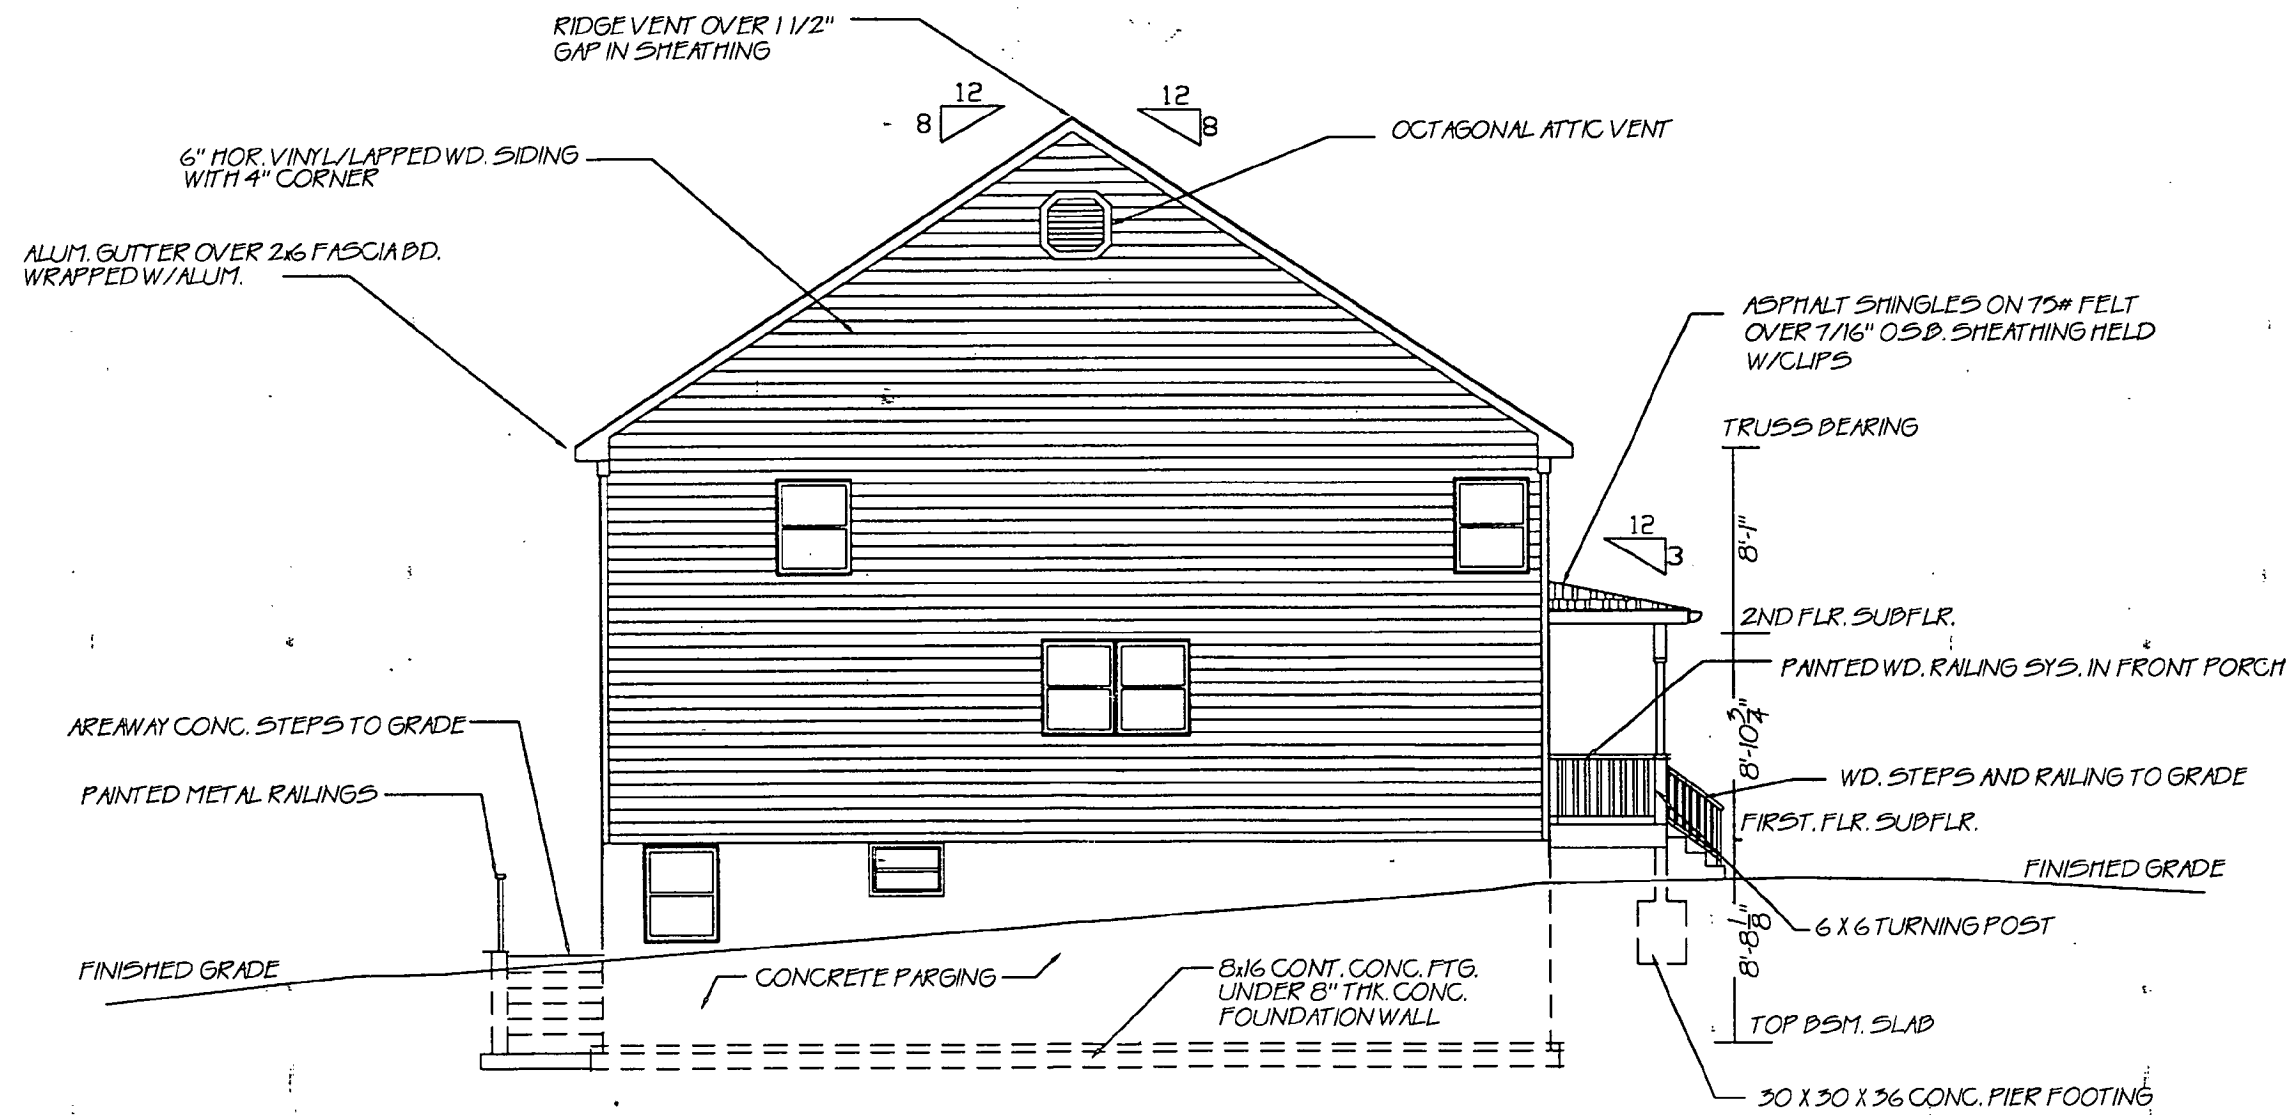 RIDGE VENT OVER 1 1/2"
GAP IN SHEATHING
12
8
12
8
OCTAGONAL ATTIC VENT
6" HOR. VINYL/LAPPED WD. SIDING
WITH 4" CORNER
ALUM. GUTTER OVER 2x6 FASCIA BD.
WRAPPED W/ALUM.
ASPHALT SHINGLES ON 75# FELT
OVER 7/16" O.S.B. SHEATHING HELD
W/CLIPS
TRUSS BEARING
12
3
8'-1"
2ND FLR. SUBFLR.
PAINTED WD. RAILING SYS. IN FRONT PORCH
AREAWAY CONC. STEPS TO GRADE
8'-10 3/4"
PAINTED METAL RAILINGS
WD. STEPS AND RAILING TO GRADE
FIRST. FLR. SUBFLR.
FINISHED GRADE
6 X 6 TURNING POST
8'-8 1/8"
FINISHED GRADE
CONCRETE PARGING
8x16 CONT. CONC. FTG.
UNDER 8" THK. CONC.
FOUNDATION WALL
TOP BSM. SLAB
30 X 30 X 36 CONC. PIER FOOTING